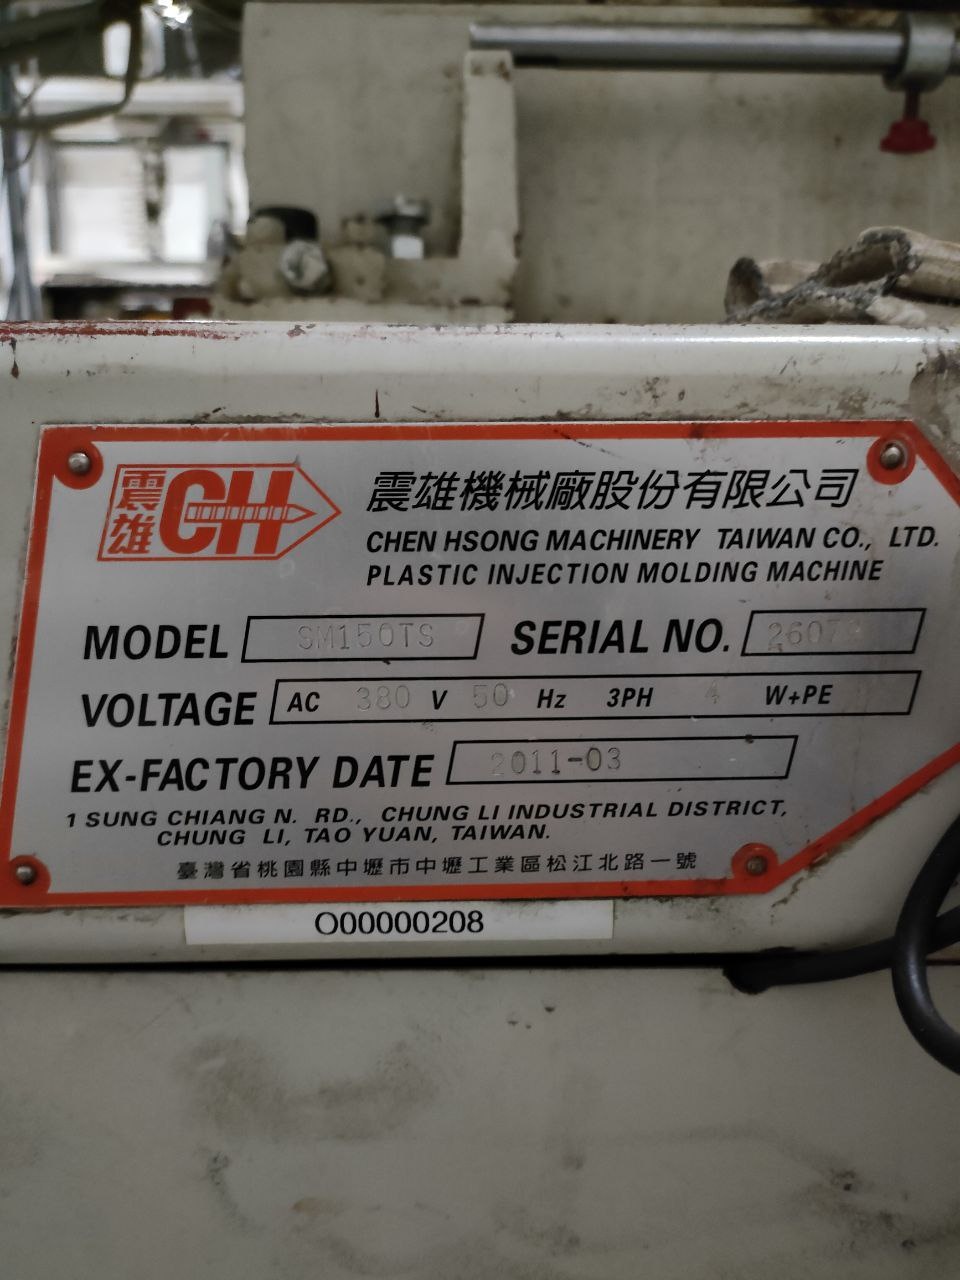 震雄 CH
震雄機械廠股份有限公司
CHEN HSONG MACHINERY TAIWAN CO., LTD.
PLASTIC INJECTION MOLDING MACHINE
MODEL SM150TS SERIAL NO.
VOLTAGE AC 380 V 50 Hz 3PH 4 W+PE
EX-FACTORY DATE 2011-03
1 SUNG CHIANG N. RD., CHUNG LI INDUSTRIAL DISTRICT,
CHUNG LI, TAO YUAN, TAIWAN.
臺灣省桃園縣中壢市中壢工業區松江北路一號
O00000208